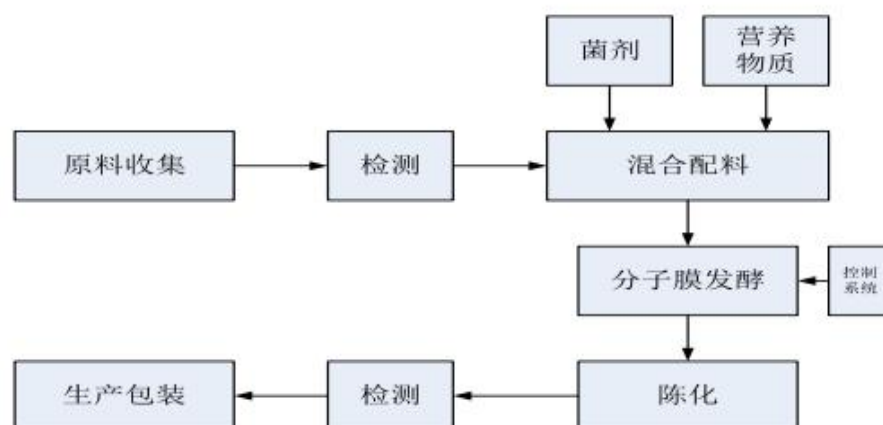 菌剂
营养
物质
原料收集
检测
混合配料
分子膜发酵
控制
系统
生产包装
检测
陈化